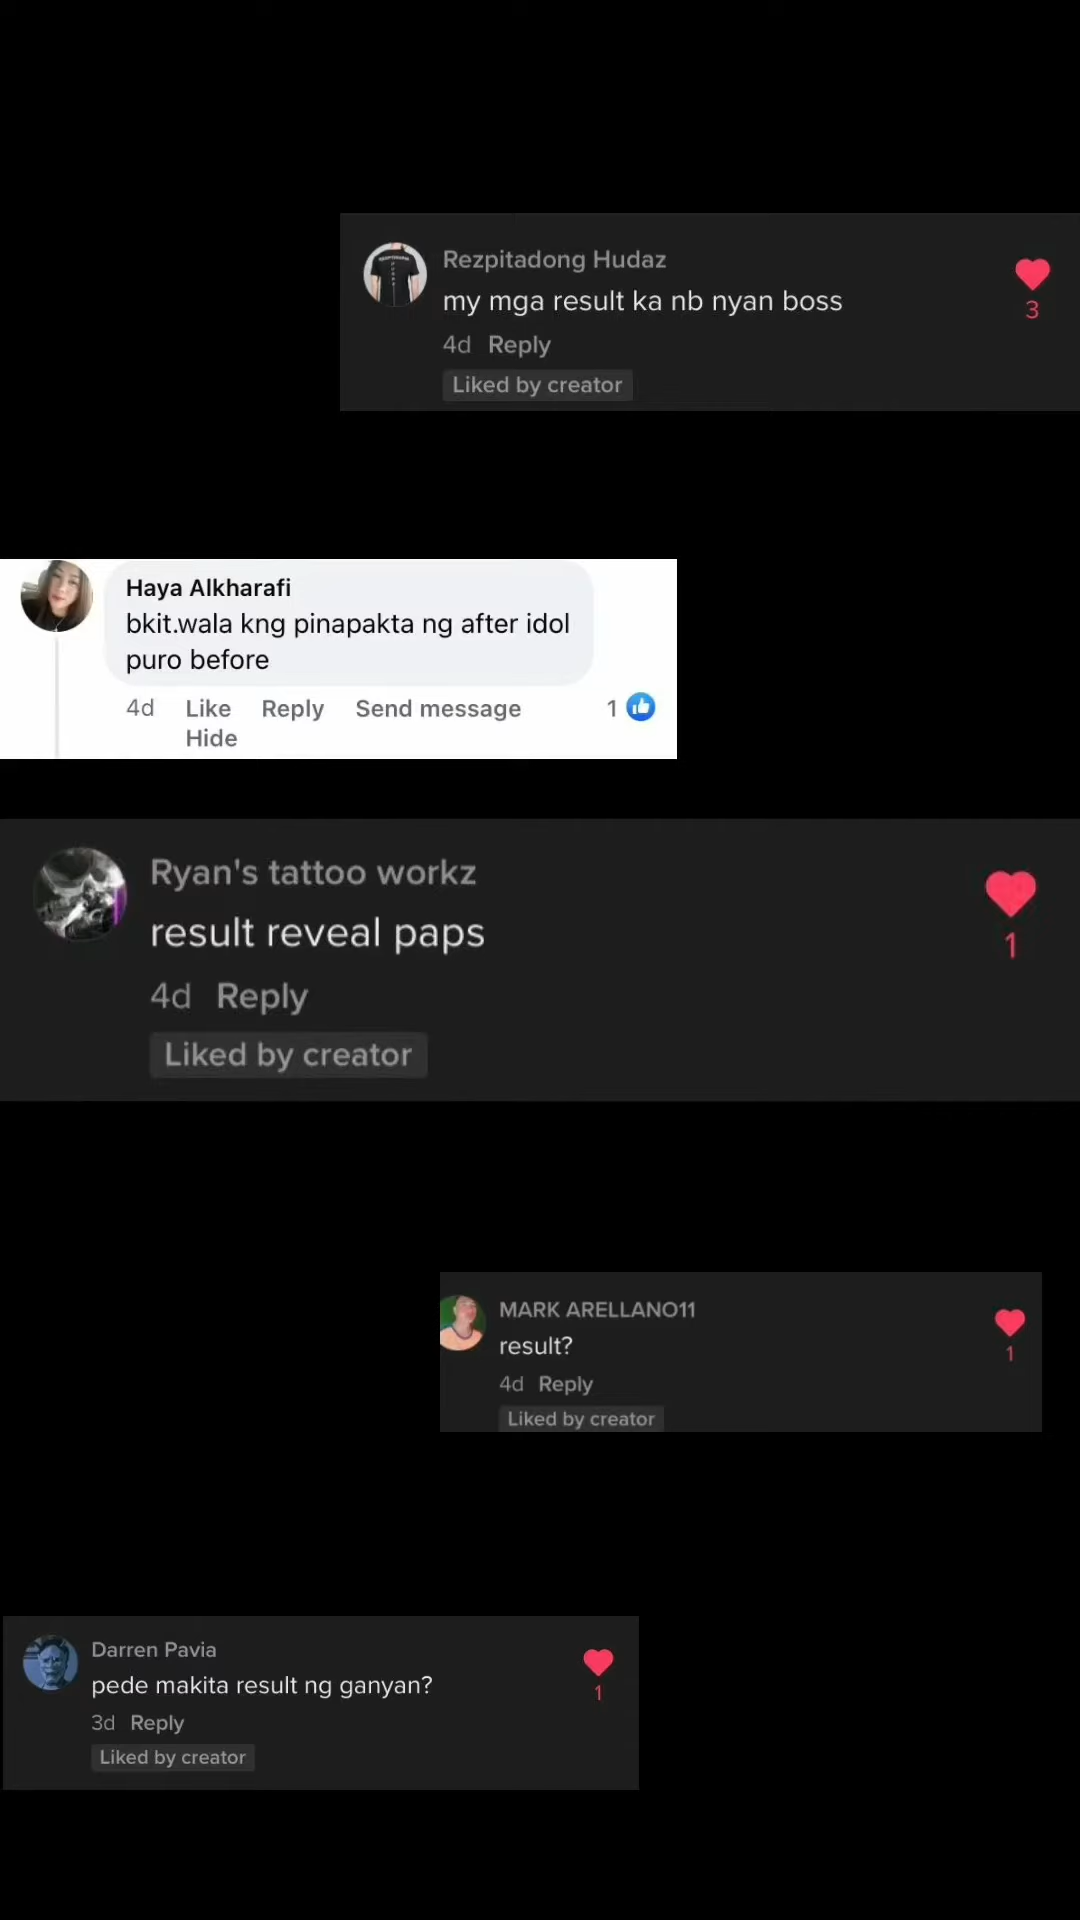 Rezpitadong Hudaz
my mga result ka nb nyan boss
3
4d Reply
Liked by creator
Haya Alkharafi
bkit.wala kng pinapakta ng after idol
puro before
4d Like Reply Send message 1
Hide
Ryan's tattoo workz
result reveal paps
1
4d Reply
Liked by creator
MARK ARELLANO11
result?
1
4d Reply
Liked by creator
Darren Pavia
pede makita result ng ganyan?
1
3d Reply
Liked by creator